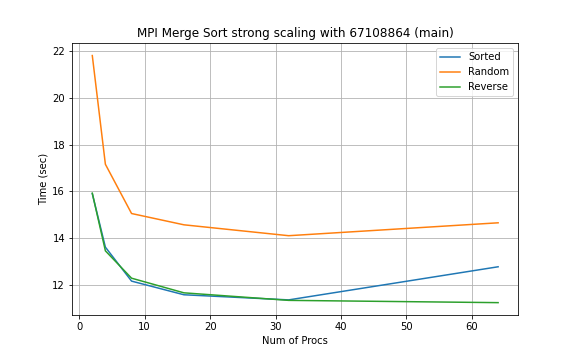 MPI Merge Sort strong scaling with 67108864 (main)
Sorted
Random
Reverse
22
20
18
16
14
12
Time (sec)
0
10
20
30
40
50
60
Num of Procs